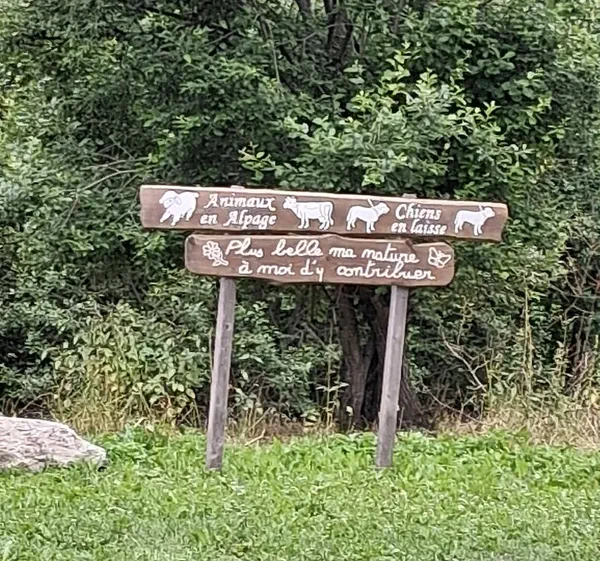 Animaux
en Alpage
Chiens
en laisse
Plus belle ma nature
à moi d'y contribuer